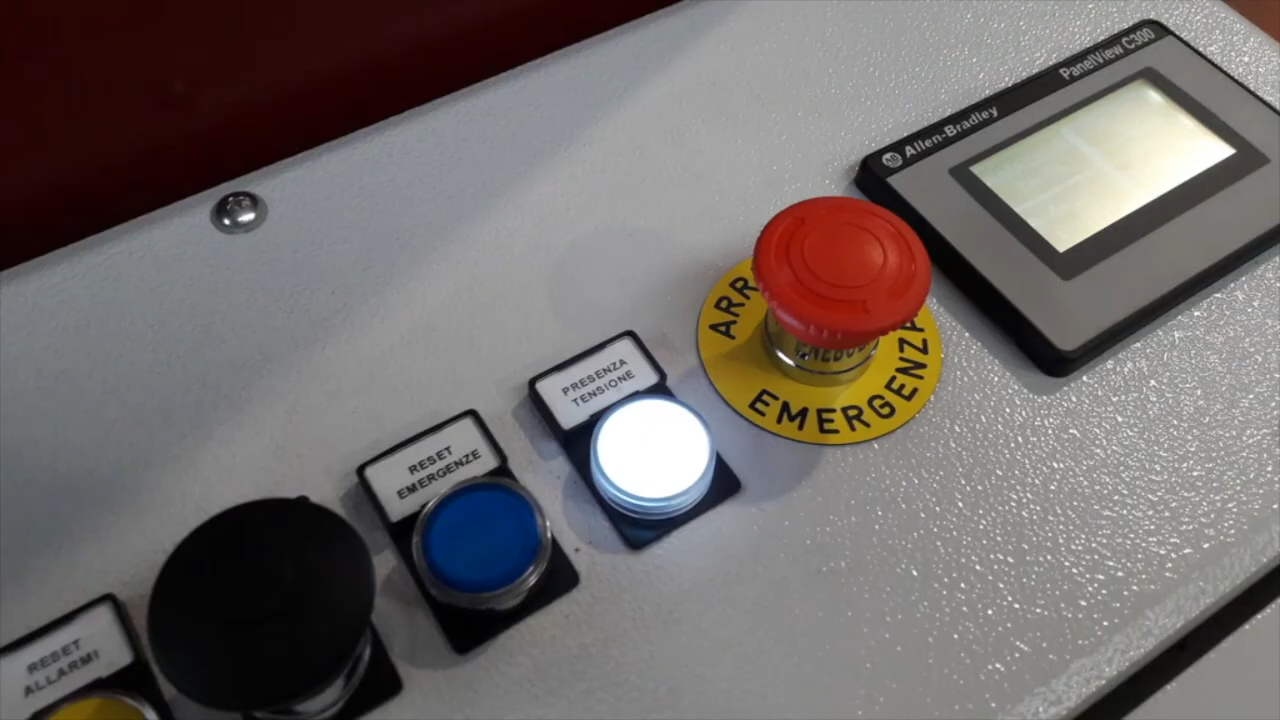 PanelView C300
Allen-Bradley
ARR
EMERGENZA
PRESENZA
TENSIONE
RESET
EMERGENZE
RESET
ALLARMI